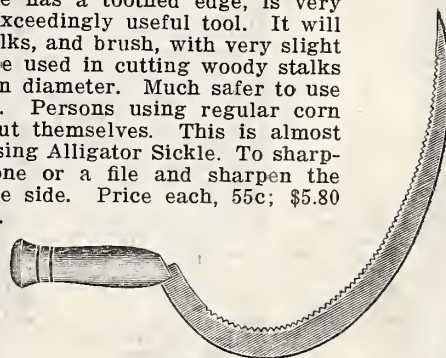 e has a toothed edge, is very
exceedingly useful tool. It will
lks, and brush, with very slight
e used in cutting woody stalks
n diameter. Much safer to use
. Persons using regular corn
ut themselves. This is almost
sing Alligator Sickle. To sharp-
one or a file and sharpen the
e side. Price each, 55c; $5.80
.